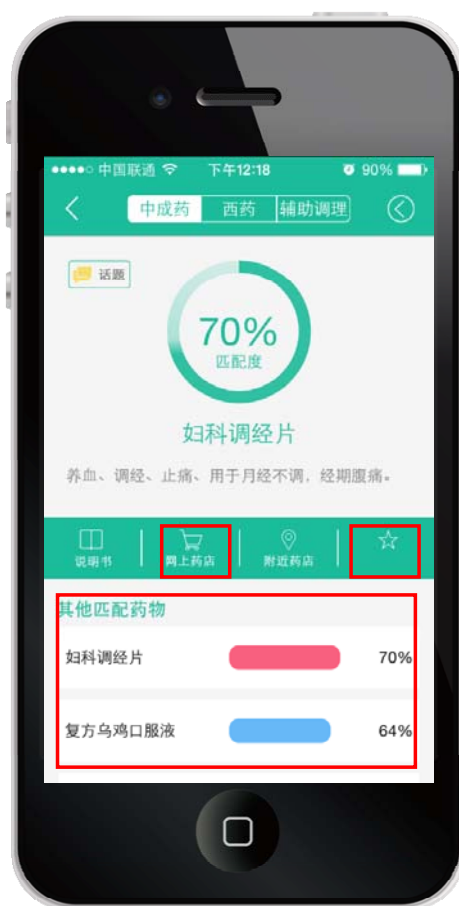 中国联通 下午12:18 90%
中成药 西药 辅助调理
话题
70%
匹配度
妇科调经片
养血、调经、止痛、用于月经不调，经期腹痛。
说明书 网上药店 附近药店
其他匹配药物
妇科调经片 70%
复方乌鸡口服液 64%